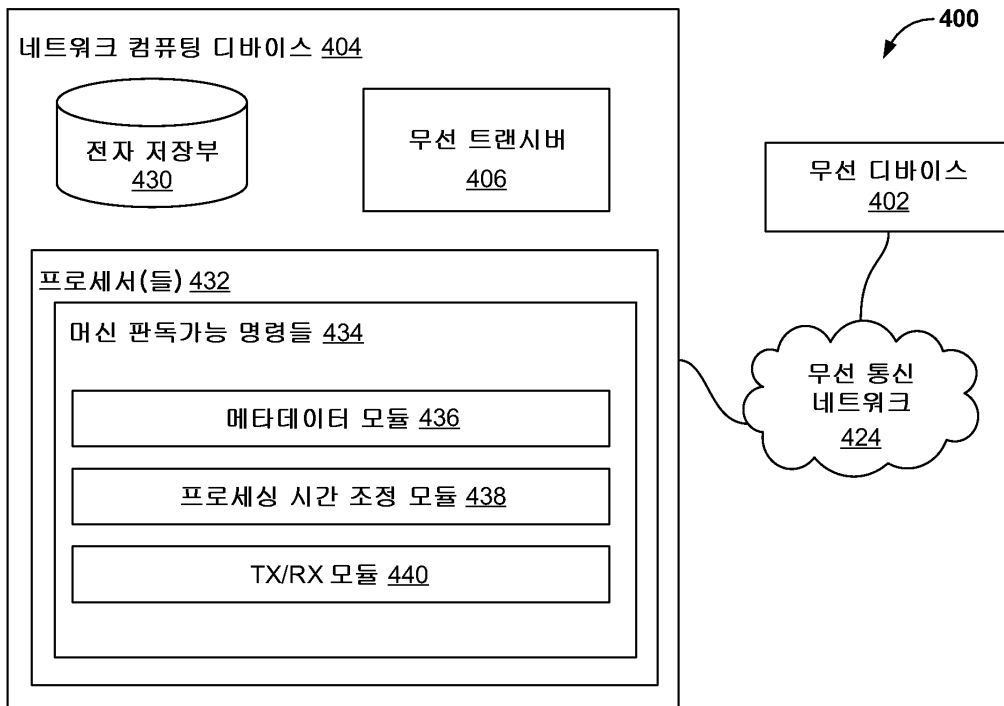 400
네트워크 컴퓨팅 디바이스 404
전자 저장부
430
무선 트랜시버
406
무선 디바이스
402
프로세서(들) 432
머신 판독가능 명령들 434
메타데이터 모듈 436
프로세싱 시간 조정 모듈 438
TX/RX 모듈 440
무선 통신
네트워크
424